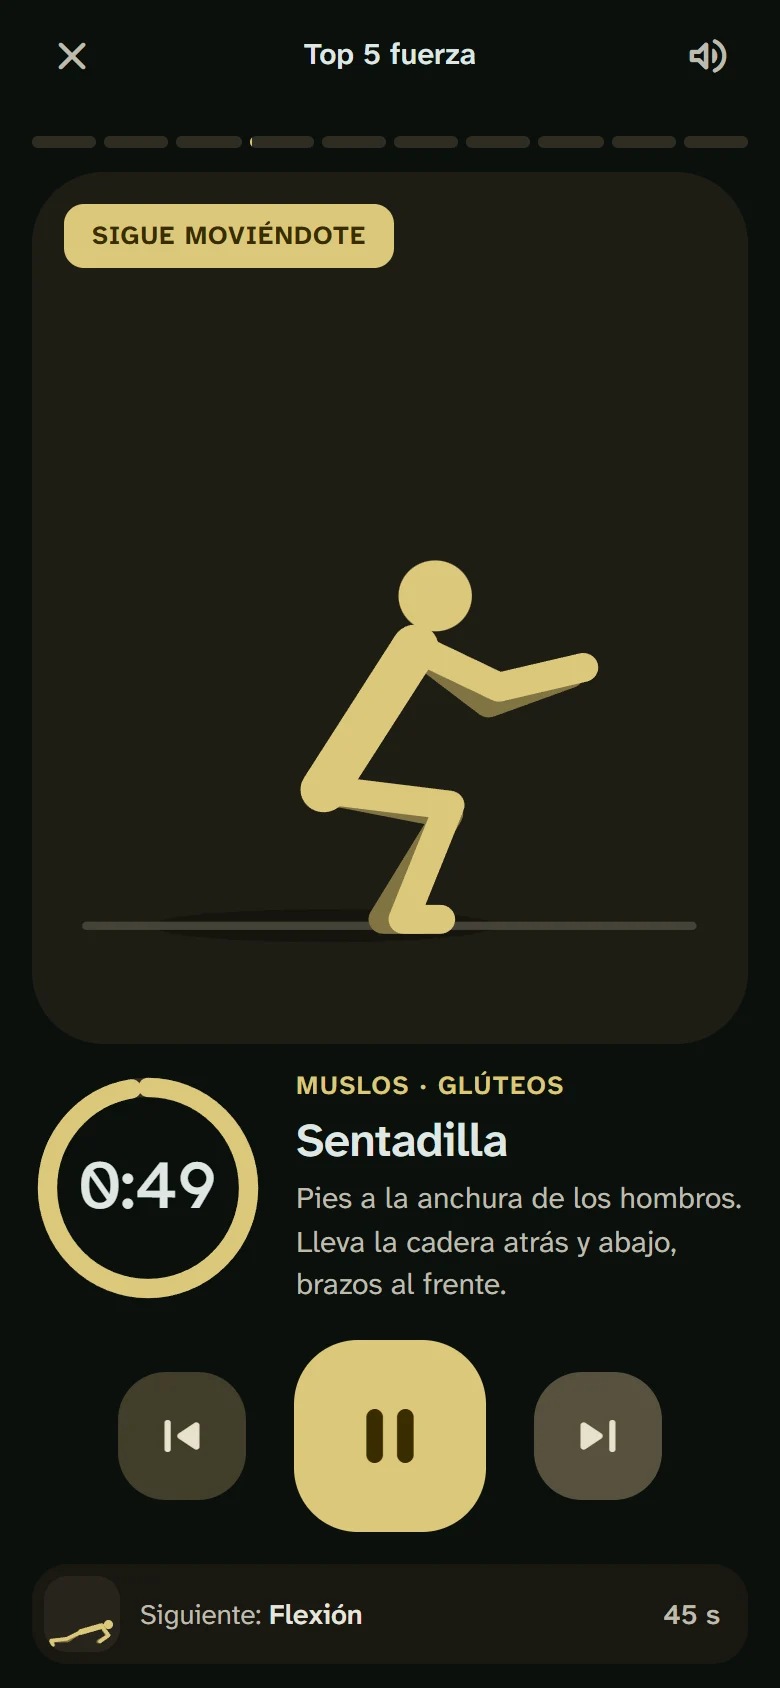 Top 5 fuerza
SIGUE MOVIÉNDOTE
MUSLOS · GLÚTEOS
Sentadilla
0:49
Pies a la anchura de los hombros.
Lleva la cadera atrás y abajo,
brazos al frente.
Siguiente: Flexión
45 s